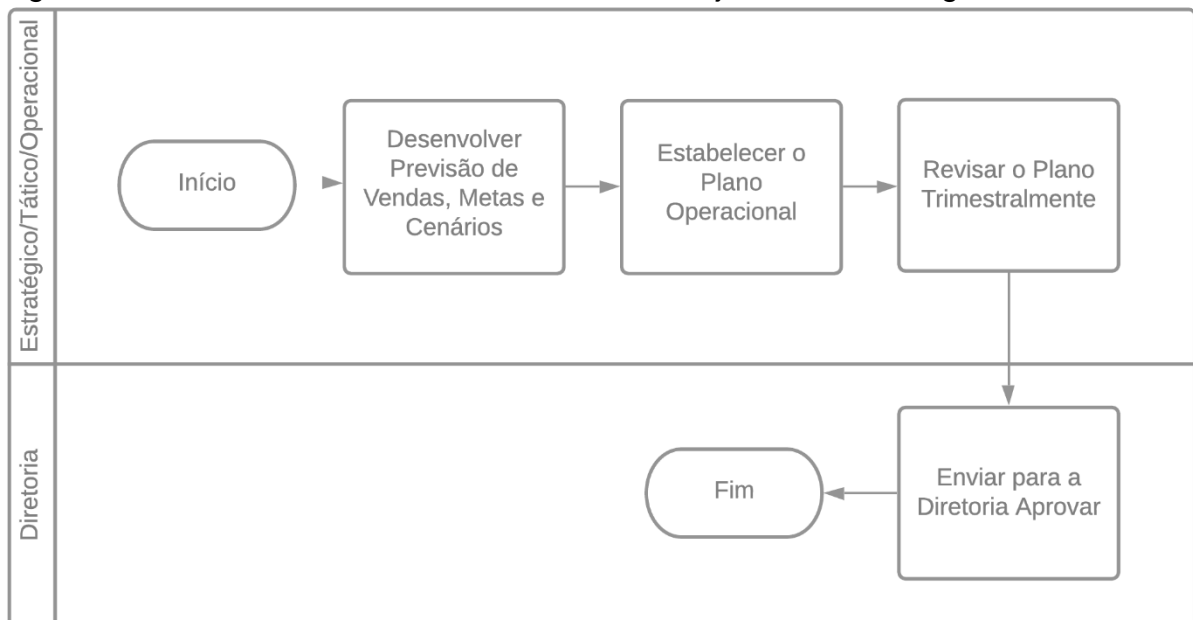 Estratégico/Tático/Operacional
Início
Desenvolver
Previsão de
Vendas, Metas e
Cenários
Estabelecer o
Plano
Operacional
Revisar o Plano
Trimestralmente
Diretoria
Fim
Enviar para a
Diretoria Aprovar